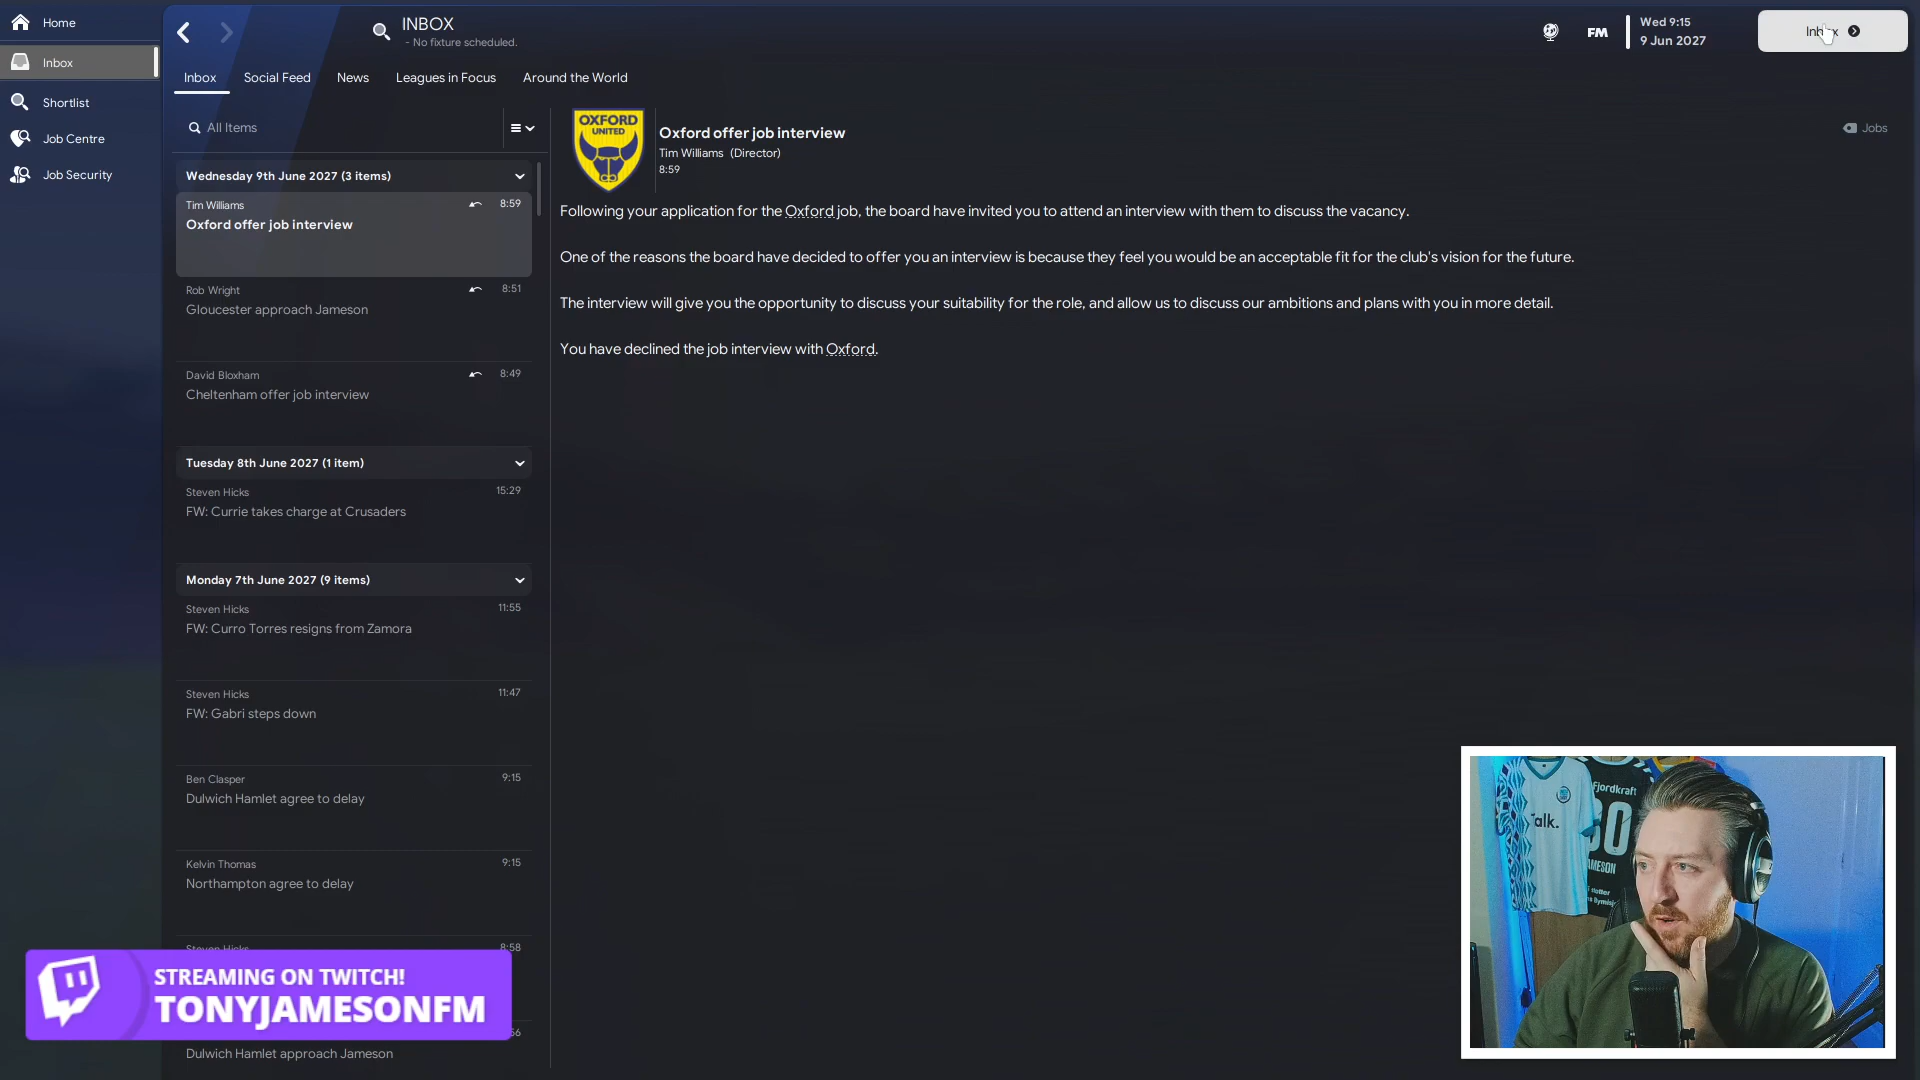 Home
Inbox
Shortlist
Job Centre
Job Security
INBOX
- No fixture scheduled.
FM
Wed 9:15
9 Jun 2027
Inbox Social Feed News Leagues in Focus Around the World
All Items
Wednesday 9th June 2027 (3 items)
Tim Williams 8:59
Oxford offer job interview
Rob Wright 8:51
Gloucester approach Jameson
David Bloxham 8:49
Cheltenham offer job interview
Tuesday 8th June 2027 (1 item)
Steven Hicks 15:29
FW: Currie takes charge at Crusaders
Monday 7th June 2027 (9 items)
Steven Hicks 11:55
FW: Curro Torres resigns from Zamora
Steven Hicks 11:47
FW: Gabri steps down
Ben Clasper 9:15
Dulwich Hamlet agree to delay
Kelvin Thomas 9:15
Northampton agree to delay
Steven Hicks 8:58
Dulwich Hamlet approach Jameson
OXFORD
UNITED
Oxford offer job interview
Tim Williams (Director)
8:59
Jobs
Following your application for the Oxford job, the board have invited you to attend an interview with them to discuss the vacancy.
One of the reasons the board have decided to offer you an interview is because they feel you would be an acceptable fit for the club's vision for the future.
The interview will give you the opportunity to discuss your suitability for the role, and allow us to discuss our ambitions and plans with you in more detail.
You have declined the job interview with Oxford.
STREAMING ON TWITCH!
TONYJAMESONFM
Fjordkraft